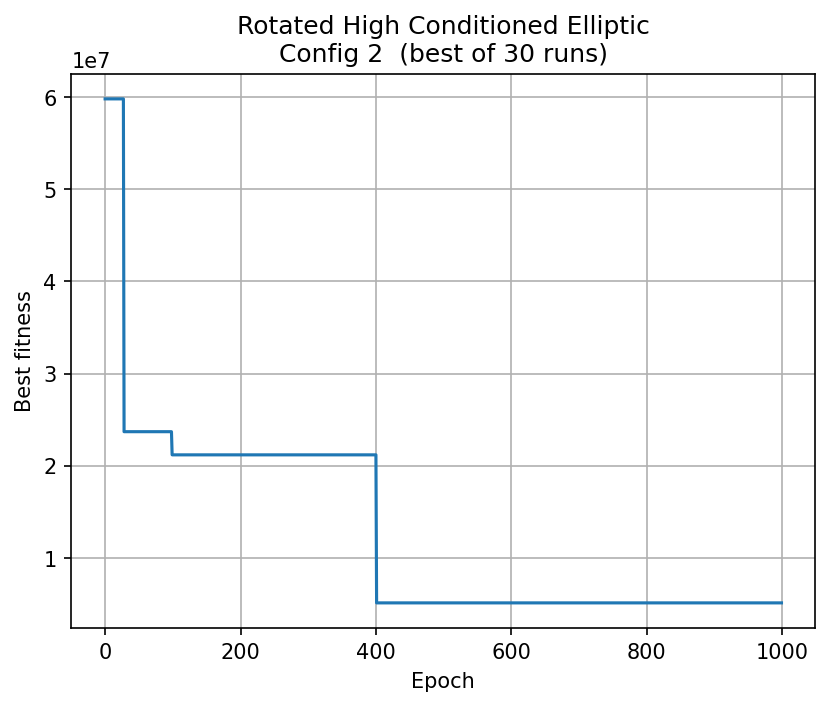 Rotated High Conditioned Elliptic
Config 2  (best of 30 runs)
1e7
6
5
4
3
2
1
Best fitness
0 200 400 600 800 1000
Epoch